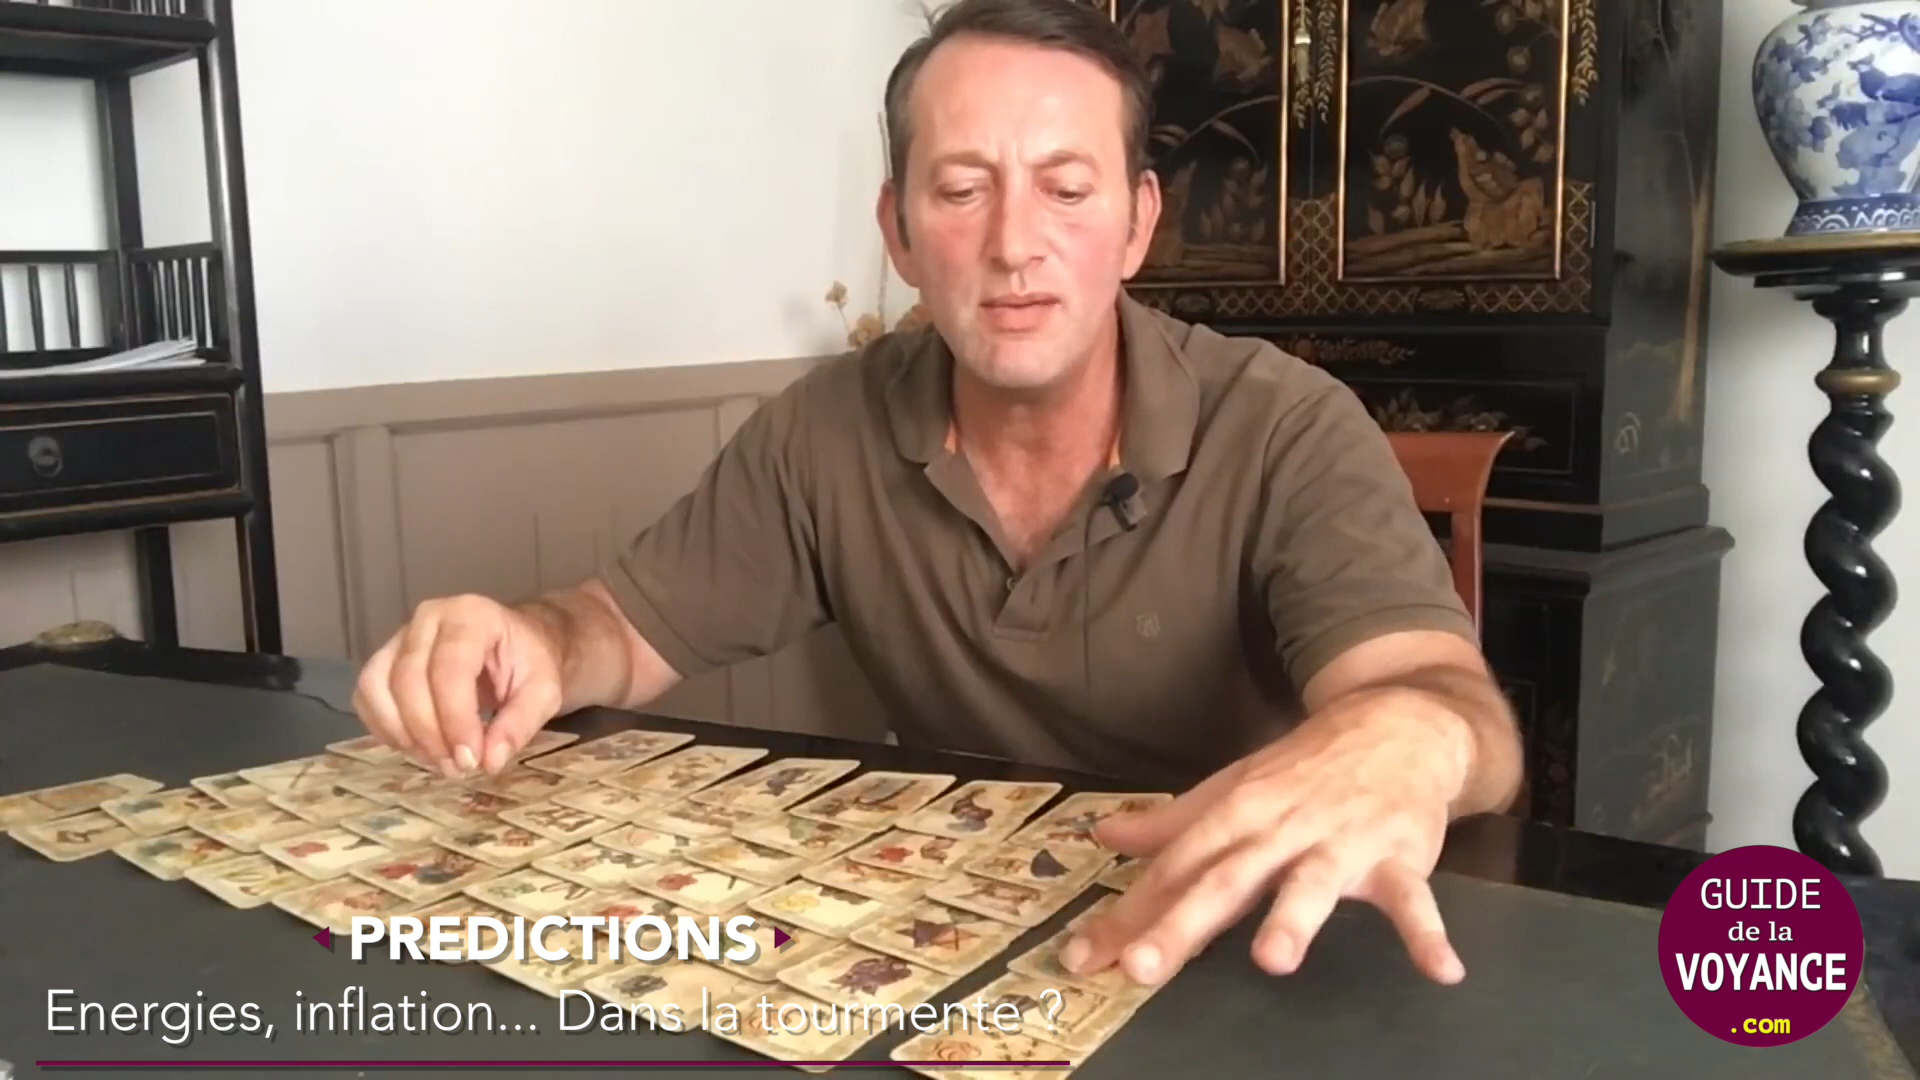 PREDICTIONS
Energies, inflation... Dans la tourmente ?
GUIDE
de la
VOYANCE
.com